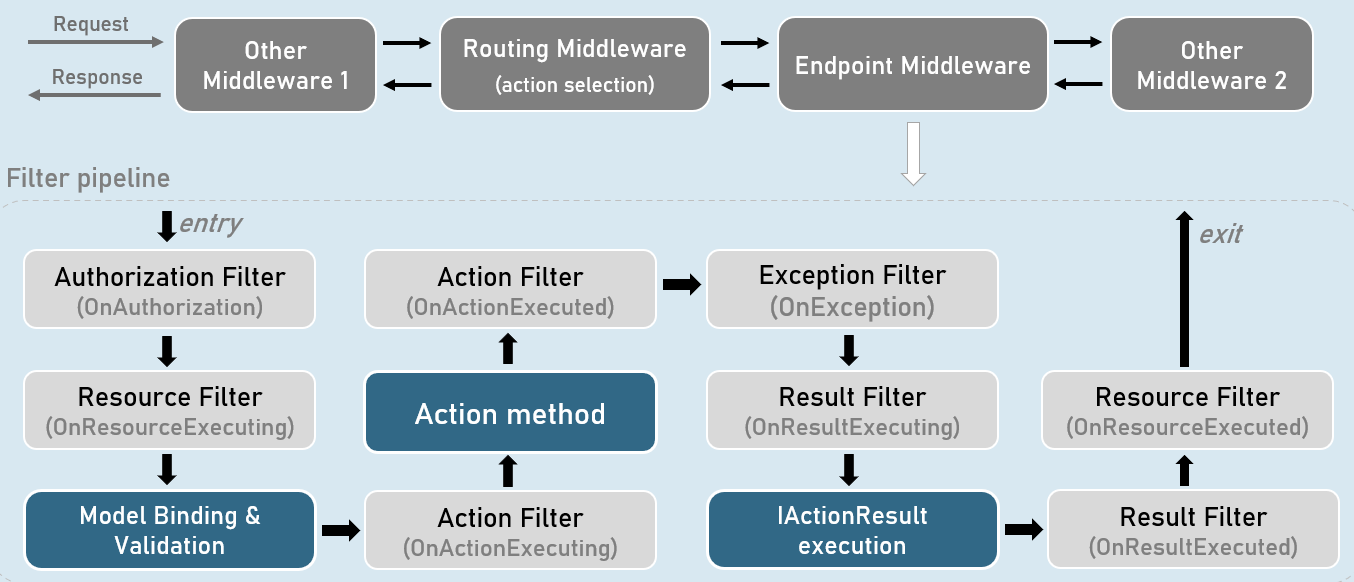 Request
Response
Other
Middleware 1
Routing Middleware
(action selection)
Endpoint Middleware
Other
Middleware 2
Filter pipeline
entry
exit
Authorization Filter
(OnAuthorization)
Resource Filter
(OnResourceExecuting)
Model Binding &
Validation
Action Filter
(OnActionExecuting)
Action method
Action Filter
(OnActionExecuted)
Exception Filter
(OnException)
Result Filter
(OnResultExecuting)
IActionResult
execution
Result Filter
(OnResultExecuted)
Resource Filter
(OnResourceExecuted)